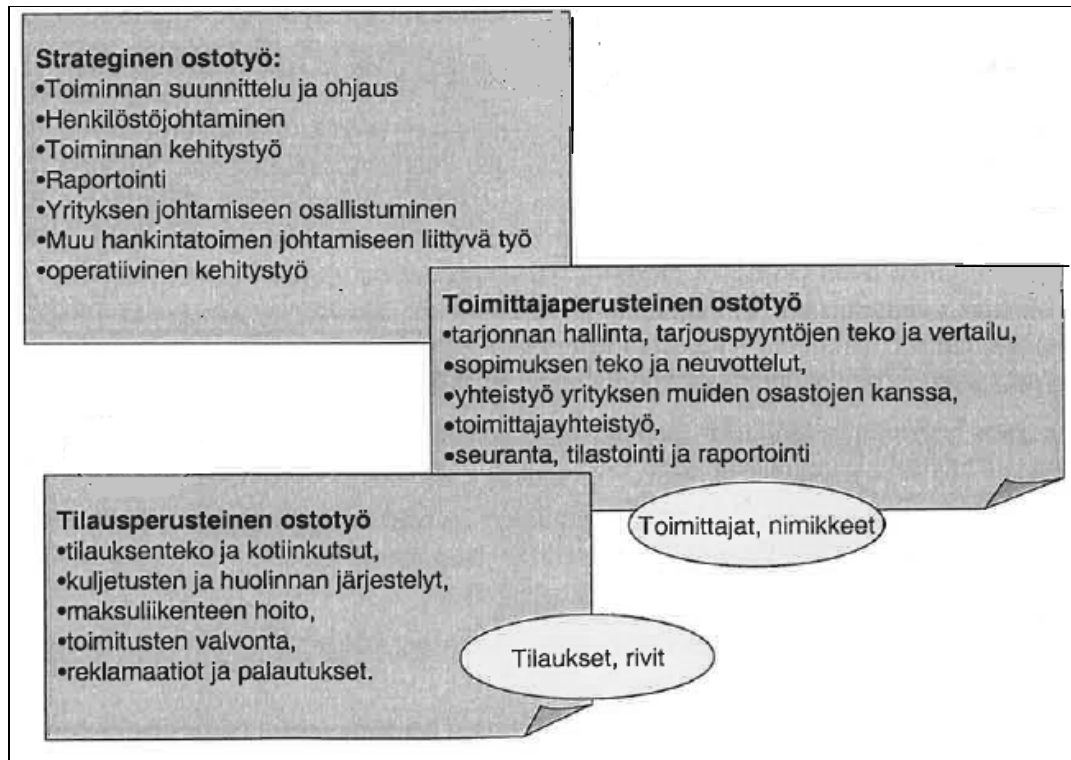 Strateginen ostotyö:
•Toiminnan suunnittelu ja ohjaus
•Henkilöstöjohtaminen
•Toiminnan kehitystyö
•Raportointi
•Yrityksen johtamiseen osallistuminen
•Muu hankintatoimen johtamiseen liittyvä työ
•operatiivinen kehitystyö
Toimittajaperusteinen ostotyö
•tarjonnan hallinta, tarjouspyyntöjen teko ja vertailu,
•sopimuksen teko ja neuvottelut,
•yhteistyö yrityksen muiden osastojen kanssa,
•toimittajayhteistyö,
•seuranta, tilastointi ja raportointi
Toimittajat, nimikkeet
Tilausperusteinen ostotyö
•tilauksenteko ja kotiinkutsut,
•kuljetusten ja huolinnan järjestelyt,
•maksuliikenteen hoito,
•toimitusten valvonta,
•reklamaatiot ja palautukset.
Tilaukset, rivit